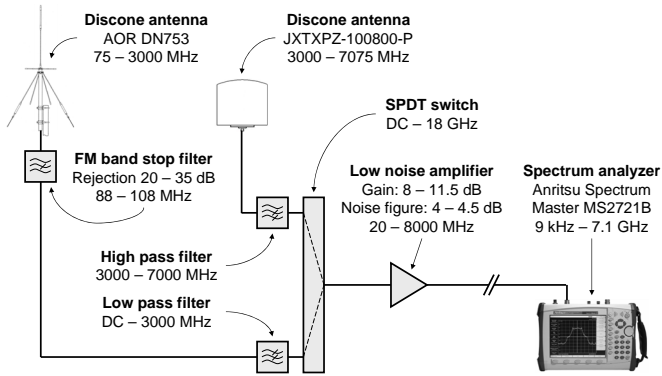 Discone antenna
AOR DN753
75 – 3000 MHz
Discone antenna
JXTXPZ-100800-P
3000 – 7075 MHz
SPDT switch
DC – 18 GHz
FM band stop filter
Rejection 20 – 35 dB
88 – 108 MHz
Low noise amplifier
Gain: 8 – 11.5 dB
Noise figure: 4 – 4.5 dB
20 – 8000 MHz
Spectrum analyzer
Anritsu Spectrum
Master MS2721B
9 kHz – 7.1 GHz
High pass filter
3000 – 7000 MHz
Low pass filter
DC – 3000 MHz